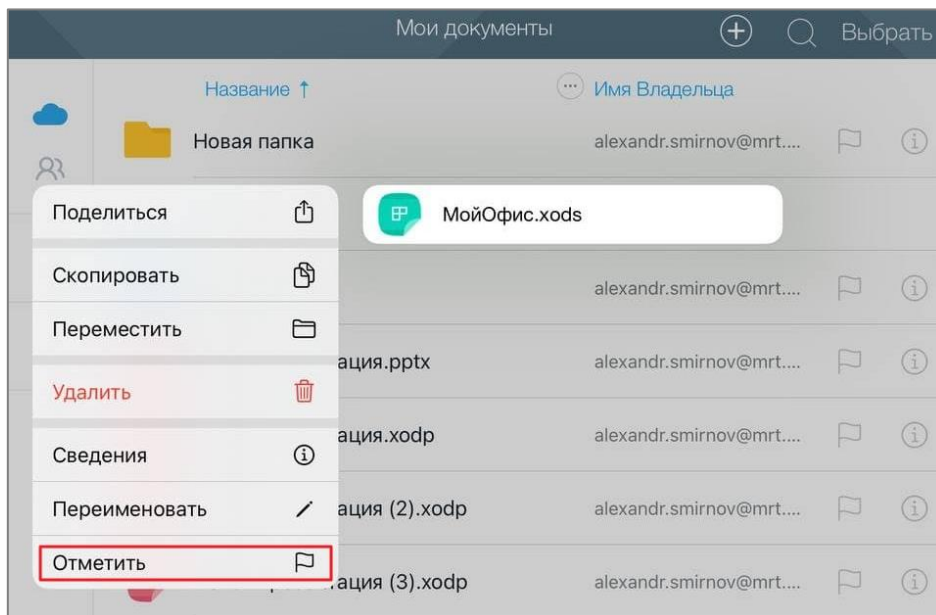 Мои документы
Выбрать
Название ↑
Имя Владельца
Новая папка
alexandr.smirnov@mrt....
Поделиться
МойОфис.xods
Скопировать
alexandr.smirnov@mrt....
Переместить
ация.pptx
alexandr.smirnov@mrt....
Удалить
ация.xodp
alexandr.smirnov@mrt....
Сведения
Переименовать
ация (2).xodp
alexandr.smirnov@mrt....
Отметить
ация (3).xodp
alexandr.smirnov@mrt....